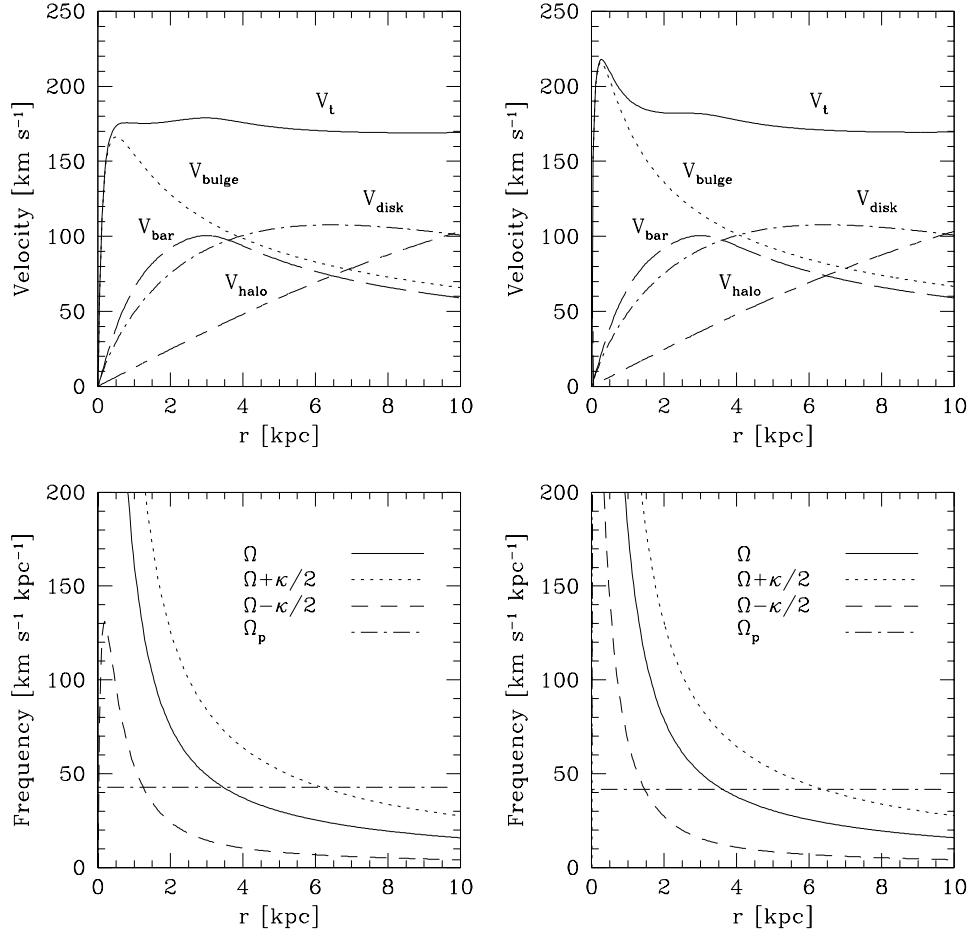 250
200
150
100
50
0
Velocity [km s⁻¹]
V_t
V_bulge
V_disk
V_bar
V_halo
0 2 4 6 8 10
r [kpc]
250
200
150
100
50
0
Velocity [km s⁻¹]
V_t
V_bulge
V_disk
V_bar
V_halo
0 2 4 6 8 10
r [kpc]
200
150
100
50
0
Frequency [km s⁻¹ kpc⁻¹]
Ω
Ω+κ/2
Ω−κ/2
Ω_p
0 2 4 6 8 10
r [kpc]
200
150
100
50
0
Frequency [km s⁻¹ kpc⁻¹]
Ω
Ω+κ/2
Ω−κ/2
Ω_p
0 2 4 6 8 10
r [kpc]